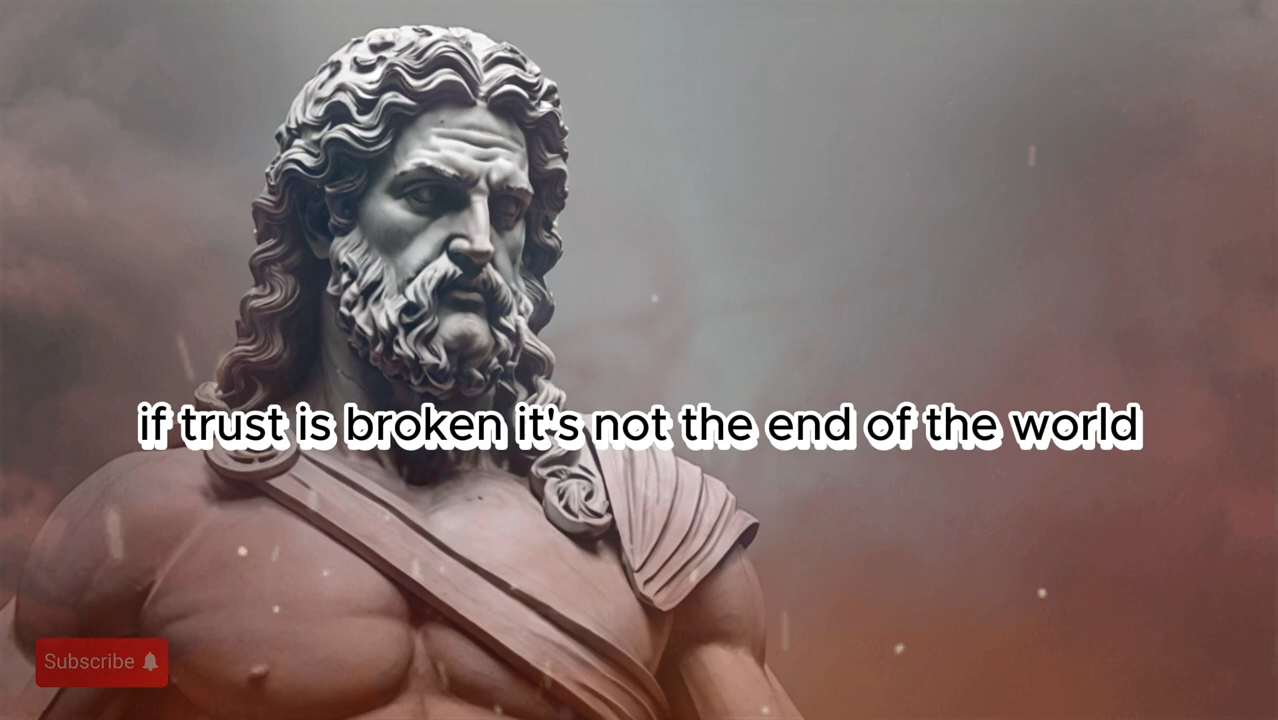 if trust is broken it's not the end of the world
Subscribe